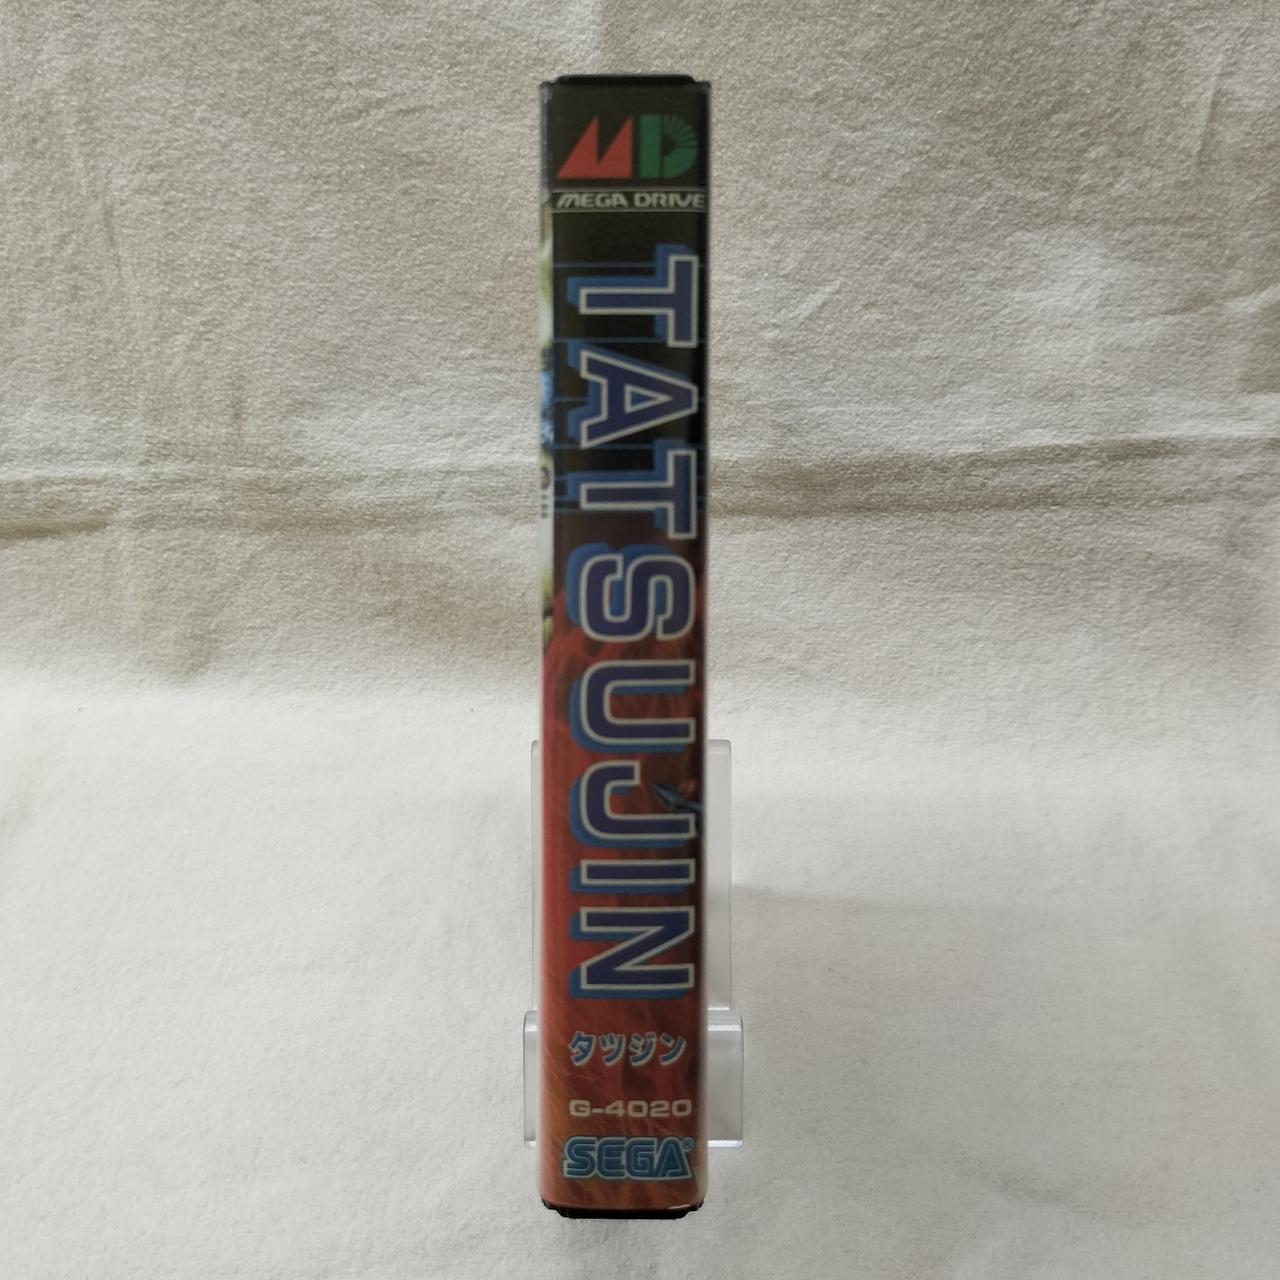 MD
MEGA DRIVE
TATSUJIN
タツジン
G-4020
SEGA®